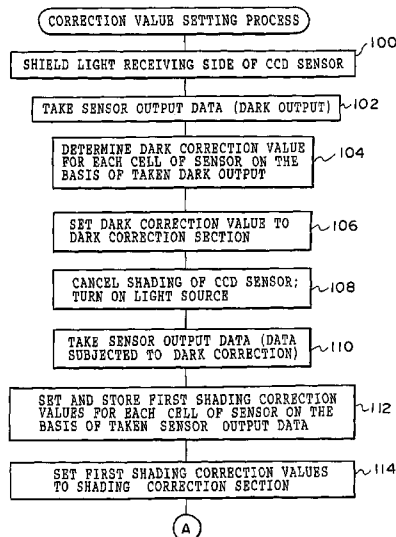 CORRECTION VALUE SETTING PROCESS
100
SHIELD LIGHT RECEIVING SIDE OF CCD SENSOR
TAKE SENSOR OUTPUT DATA (DARK OUTPUT)
102
DETERMINE DARK CORRECTION VALUE
FOR EACH CELL OF SENSOR ON THE
BASIS OF TAKEN DARK OUTPUT
104
SET DARK CORRECTION VALUE TO
DARK CORRECTION SECTION
106
CANCEL SHADING OF CCD SENSOR;
TURN ON LIGHT SOURCE
108
TAKE SENSOR OUTPUT DATA (DATA
SUBJECTED TO DARK CORRECTION)
110
SET AND STORE FIRST SHADING CORRECTION
VALUES FOR EACH CELL OF SENSOR ON THE
BASIS OF TAKEN SENSOR OUTPUT DATA
112
SET FIRST SHADING CORRECTION VALUES
TO SHADING CORRECTION SECTION
114
A